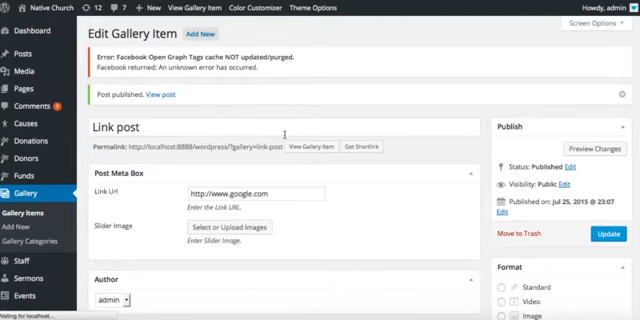 Native Church 12 7 New View Gallery Item Color Customizer Howdy, admin
Screen Options
Dashboard
Posts
Media
Pages
Comments 7
Causes
Donations
Donors
Funds
Gallery
Gallery Items
Add New
Gallery Categories
Staff
Sermons
Events
Waiting for localhost...
Edit Gallery Item Add New
Error: Facebook Open Graph Tags cache NOT updated/purged.
Facebook returned: An unknown error has occurred.
Post published. View post
Link post
Permalink: http://localhost:8888/wordpress/?gallery=link-post View Gallery Item Get Shortlink
Post Meta Box
Link Url http://www.google.com
Enter the Link URL.
Slider Image Select or Upload Images
Enter Slider Image.
Author
admin
Publish
Preview Changes
Status: Published Edit
Visibility: Public Edit
Published on: Jul 25, 2015 @ 23:07
Edit
Move to Trash Update
Format
Standard
Video
Image